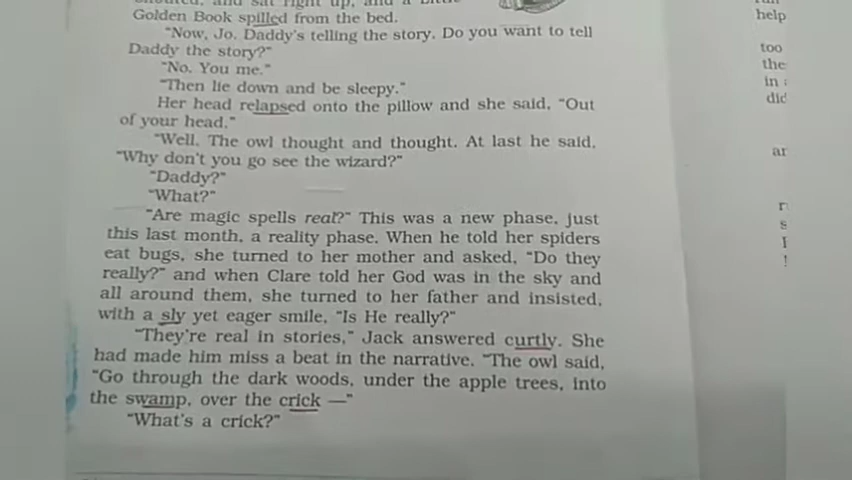 shouted, and sat right up, and a Little
Golden Book spilled from the bed.
"Now, Jo. Daddy's telling the story. Do you want to tell
Daddy the story?"
"No. You me."
"Then lie down and be sleepy."
Her head relapsed onto the pillow and she said, "Out
of your head."
"Well. The owl thought and thought. At last he said,
"Why don't you go see the wizard?"
"Daddy?"
"What?"
"Are magic spells real?" This was a new phase, just
this last month, a reality phase. When he told her spiders
eat bugs, she turned to her mother and asked, "Do they
really?" and when Clare told her God was in the sky and
all around them, she turned to her father and insisted,
with a sly yet eager smile, "Is He really?"
"They're real in stories," Jack answered curtly. She
had made him miss a beat in the narrative. "The owl said,
"Go through the dark woods, under the apple trees, into
the swamp, over the crick —"
"What's a crick?"
help
too
the
in
did